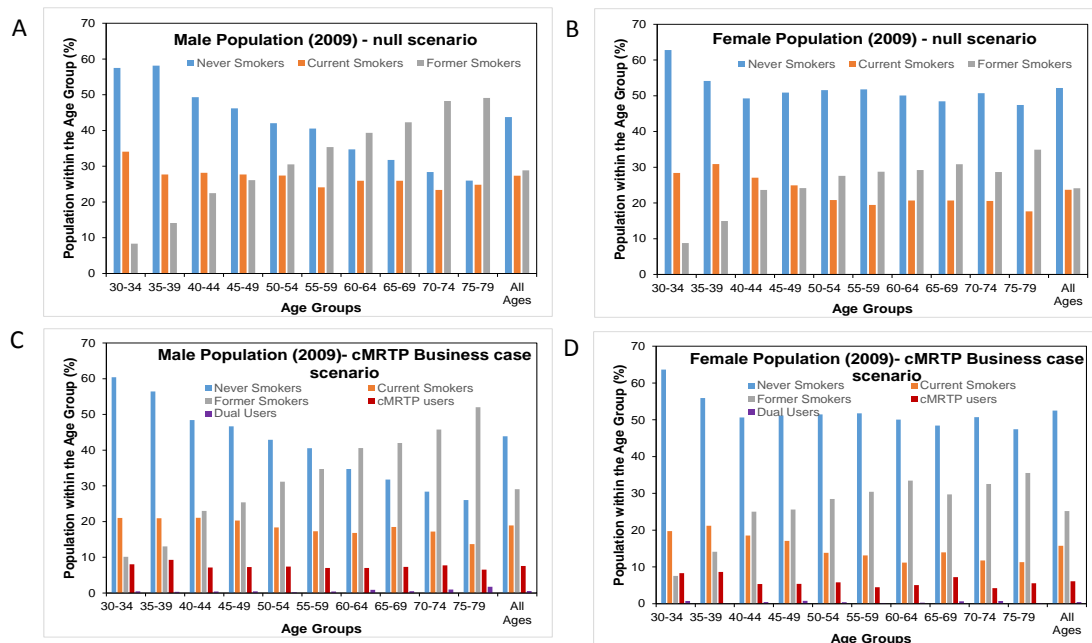 A
70
Male Population (2009) - null scenario
Never Smokers Current Smokers Former Smokers
60
50
40
30
20
10
0
Population within the Age Group (%)
30-34 35-39 40-44 45-49 50-54 55-59 60-64 65-69 70-74 75-79 All
Ages
Age Groups
B
70
Female Population (2009) - null scenario
Never Smokers Current Smokers Former Smokers
60
50
40
30
20
10
0
Population within the Age Group (%)
30-34 35-39 40-44 45-49 50-54 55-59 60-64 65-69 70-74 75-79 All
Ages
Age Groups
C
70
Male Population (2009)- cMRTP Business case
scenario
Never Smokers Current Smokers
Former Smokers cMRTP users
Dual Users
60
50
40
30
20
10
0
Population within the Age Group (%)
30-34 35-39 40-44 45-49 50-54 55-59 60-64 65-69 70-74 75-79 All
Ages
Age Groups
D
70
Female Population (2009)- cMRTP Business case
scenario
Never Smokers Current Smokers
Former Smokers cMRTP users
Dual Users
60
50
40
30
20
10
0
Population within the Age Group (%)
30-34 35-39 40-44 45-49 50-54 55-59 60-64 65-69 70-74 75-79 All
Ages
Age Groups